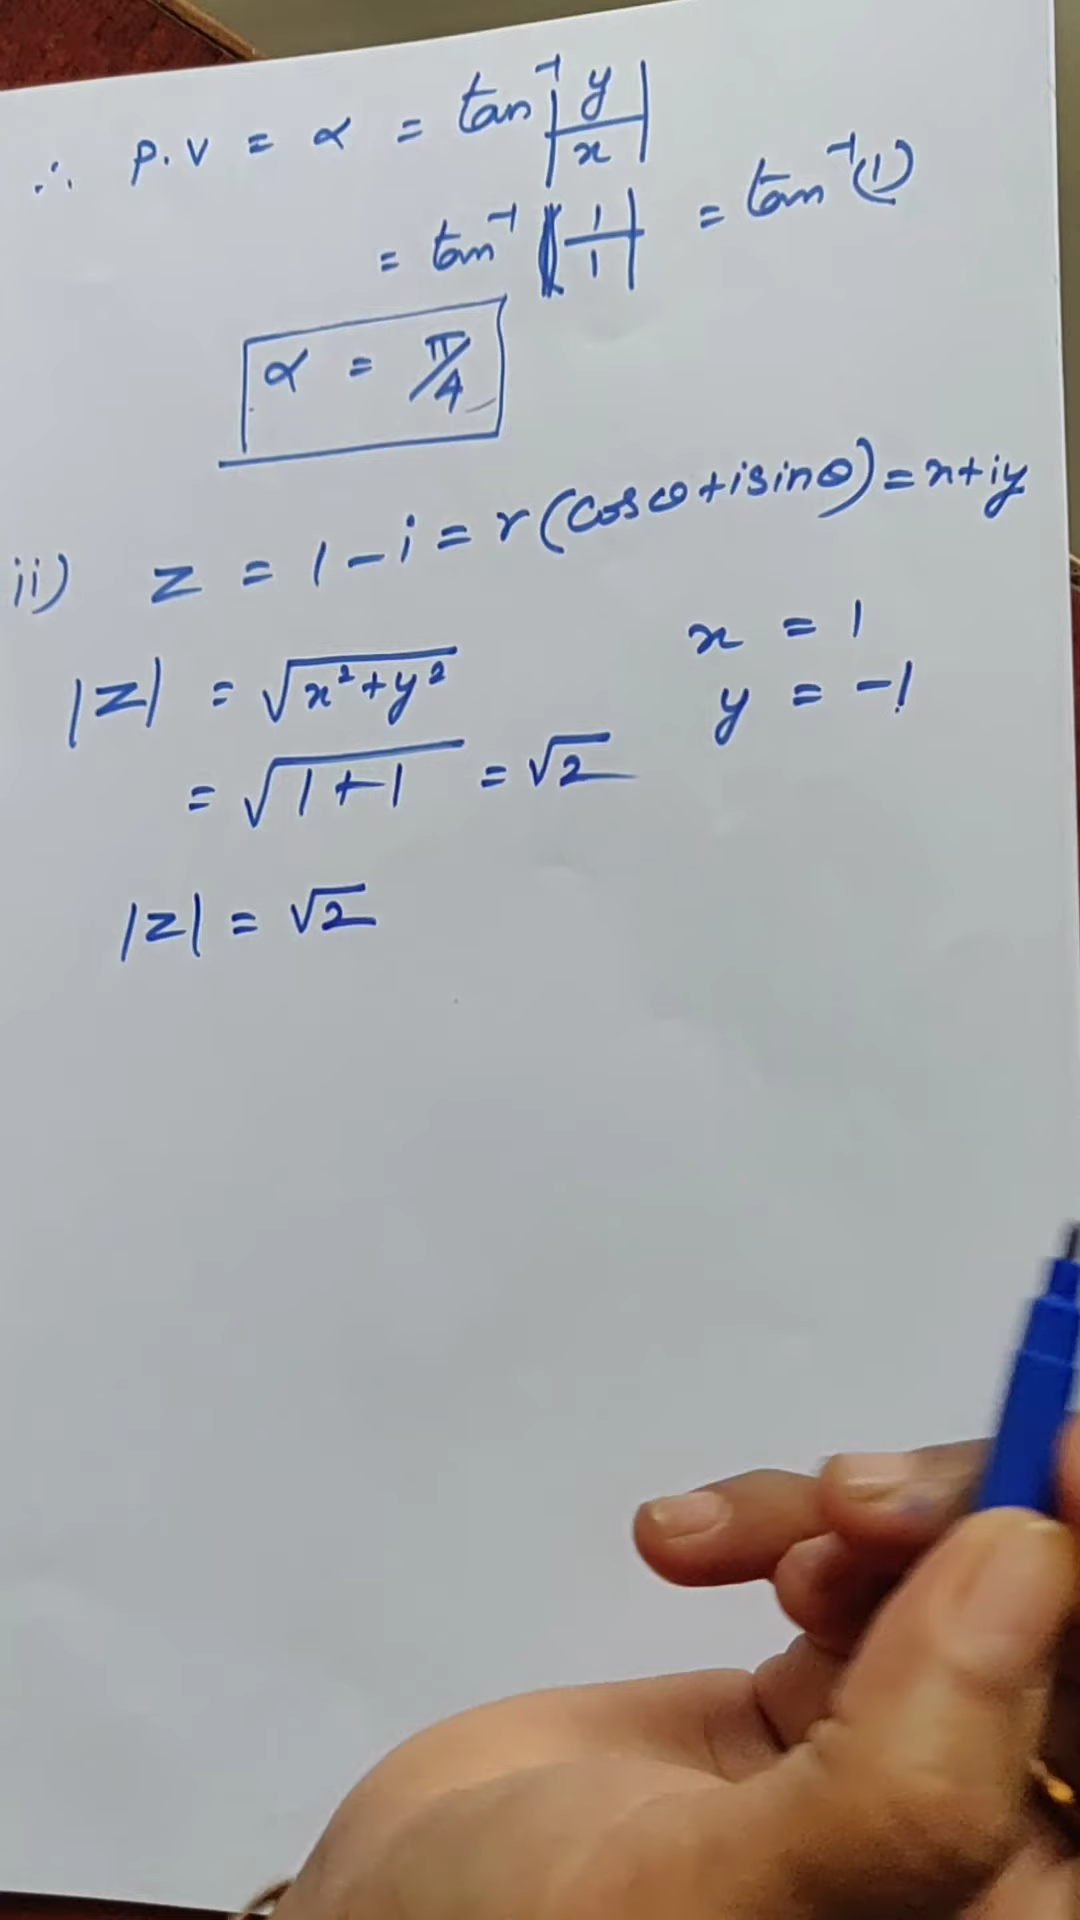 ∴ P.V = α = tan⁻¹|y/x|
= tan⁻¹|1/1| = tan⁻¹(1)
α = π/4
ii) z = 1 - i = r(cosθ + isinθ) = x+iy
|z| = √x²+y² x = 1
= √1+1 = √2 y = -1
|z| = √2